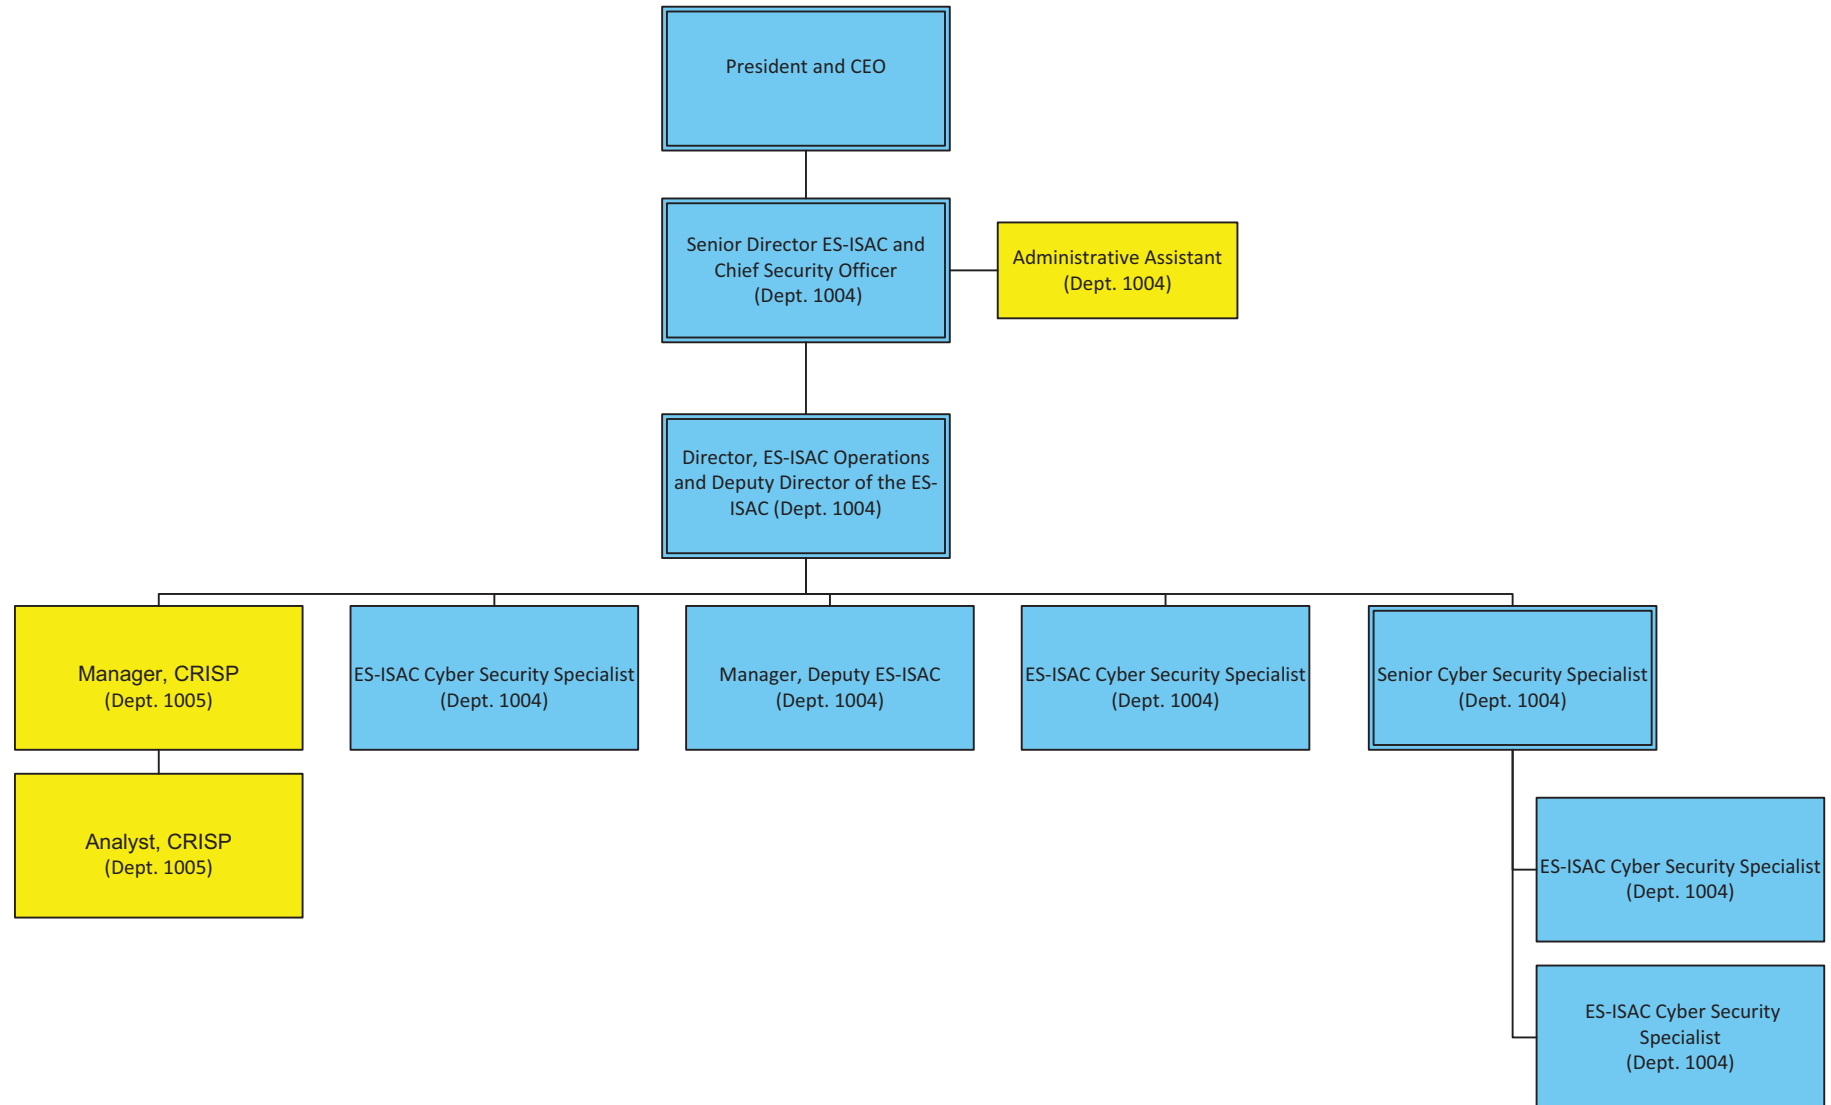 President and CEO
Senior Director ES-ISAC and
Chief Security Officer
(Dept. 1004)
Administrative Assistant
(Dept. 1004)
Director, ES-ISAC Operations
and Deputy Director of the ES-
ISAC (Dept. 1004)
Manager, CRISP
(Dept. 1005)
ES-ISAC Cyber Security Specialist
(Dept. 1004)
Manager, Deputy ES-ISAC
(Dept. 1004)
ES-ISAC Cyber Security Specialist
(Dept. 1004)
Senior Cyber Security Specialist
(Dept. 1004)
Analyst, CRISP
(Dept. 1005)
ES-ISAC Cyber Security Specialist
(Dept. 1004)
ES-ISAC Cyber Security
Specialist
(Dept. 1004)